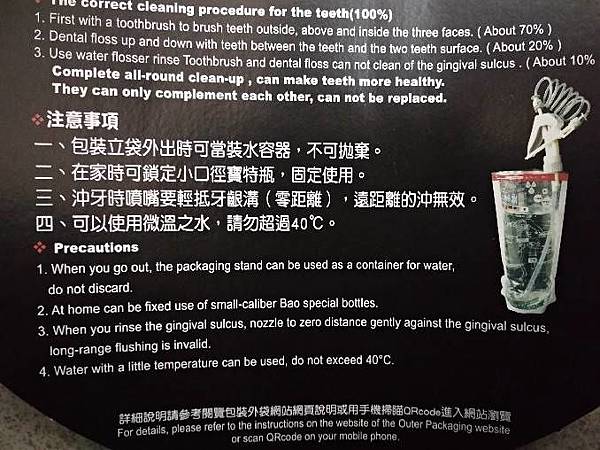 The correct cleaning procedure for the teeth(100%)
1. First with a toothbrush to brush teeth outside, above and inside the three faces. ( About 70% )
2. Dental floss up and down with teeth between the teeth and the two teeth surface. ( About 20% )
3. Use water flosser rinse Toothbrush and dental floss can not clean of the gingival sulcus . ( About 10%
Complete all-round clean-up , can make teeth more healthy.
They can only complement each other, can not be replaced.
❖注意事項
一、包裝立袋外出時可當裝水容器，不可拋棄。
二、在家時可鎖定小口徑寶特瓶，固定使用。
三、沖牙時噴嘴要輕抵牙齦溝（零距離），遠距離的沖無效。
四、可以使用微溫之水，請勿超過40℃。
❖ Precautions
1. When you go out, the packaging stand can be used as a container for water,
do not discard.
2. At home can be fixed use of small-caliber Bao special bottles.
3. When you rinse the gingival sulcus, nozzle to zero distance gently against the gingival sulcus,
long-range flushing is invalid.
4. Water with a little temperature can be used, do not exceed 40°C.
詳細說明請參考閱覽包裝外袋網站網頁說明或用手機掃瞄QRcode進入網站瀏覽
For details, please refer to the instructions on the website of the Outer Packaging website
or scan QRcode on your mobile phone.